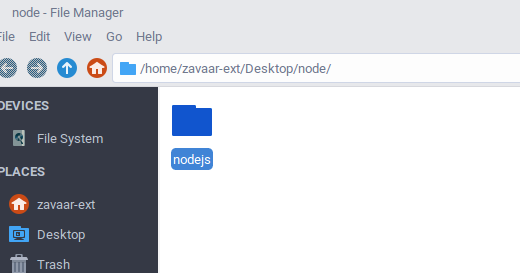 node - File Manager
File Edit View Go Help
/home/zavaar-ext/Desktop/node/
DEVICES
File System
PLACES
zavaar-ext
Desktop
Trash
nodejs